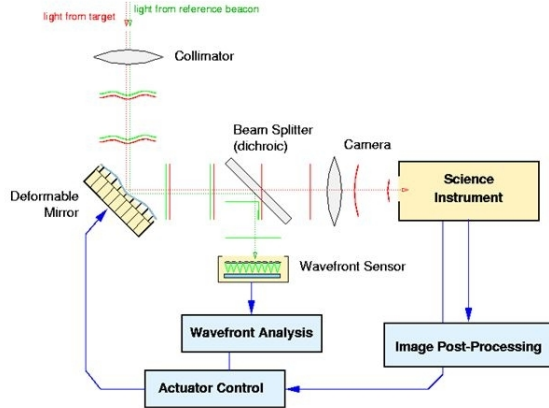 light from reference beacon
light from target
Collimator
Beam Splitter
(dichroic)
Camera
Deformable
Mirror
Science
Instrument
Wavefront Sensor
Wavefront Analysis
Image Post-Processing
Actuator Control